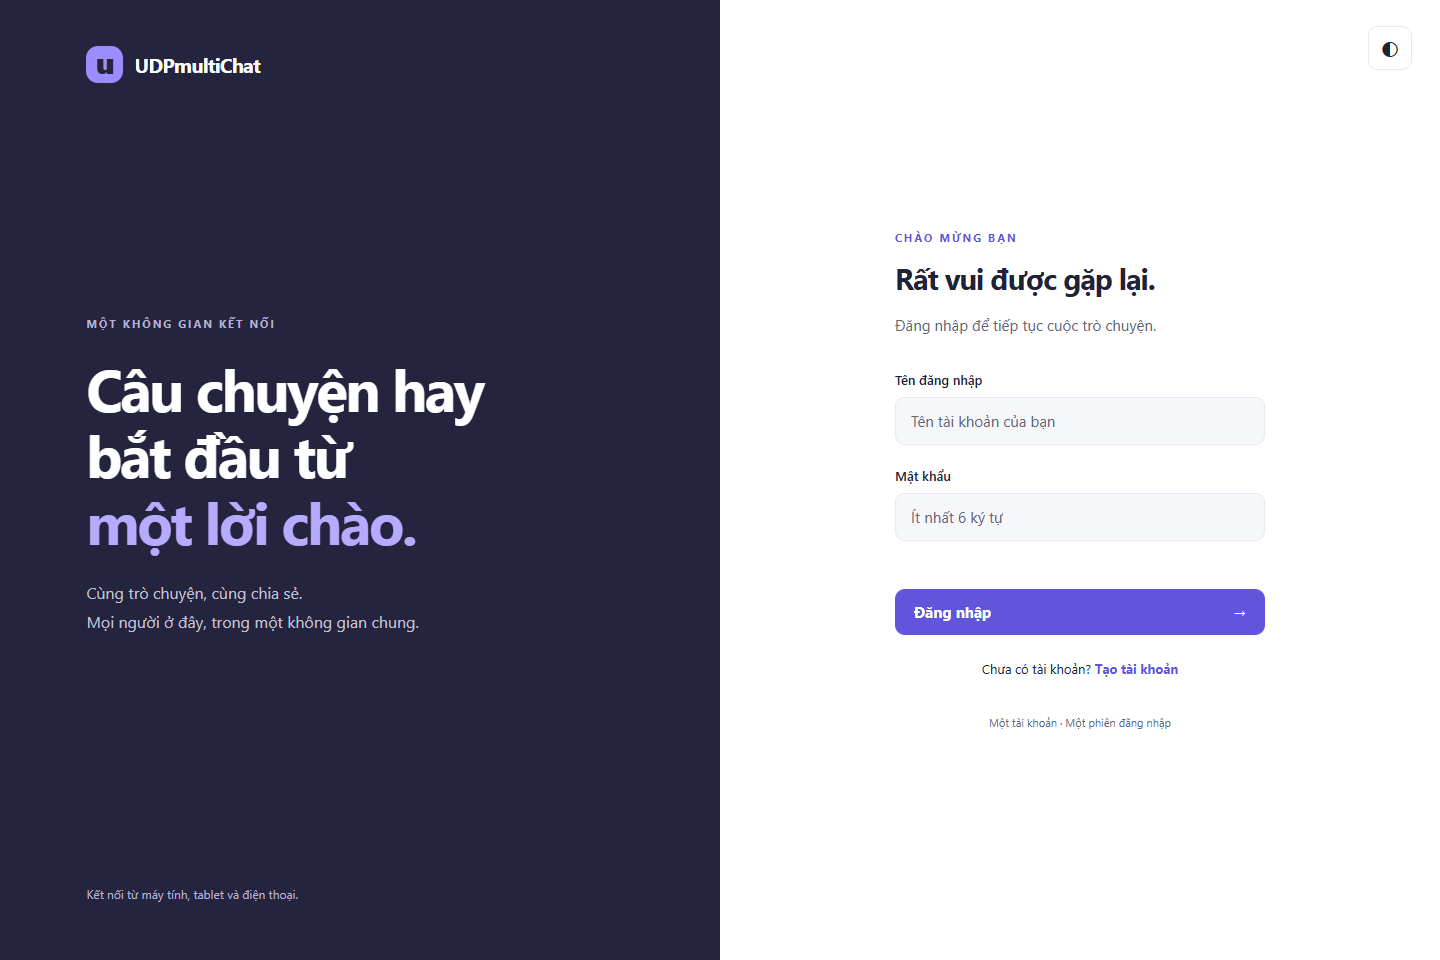 u UDPmultiChat
MỘT KHÔNG GIAN KẾT NỐI
Câu chuyện hay
bắt đầu từ
một lời chào.
Cùng trò chuyện, cùng chia sẻ.
Mọi người ở đây, trong một không gian chung.
Kết nối từ máy tính, tablet và điện thoại.
CHÀO MỪNG BẠN
Rất vui được gặp lại.
Đăng nhập để tiếp tục cuộc trò chuyện.
Tên đăng nhập
Tên tài khoản của bạn
Mật khẩu
Ít nhất 6 ký tự
Đăng nhập →
Chưa có tài khoản? Tạo tài khoản
Một tài khoản · Một phiên đăng nhập